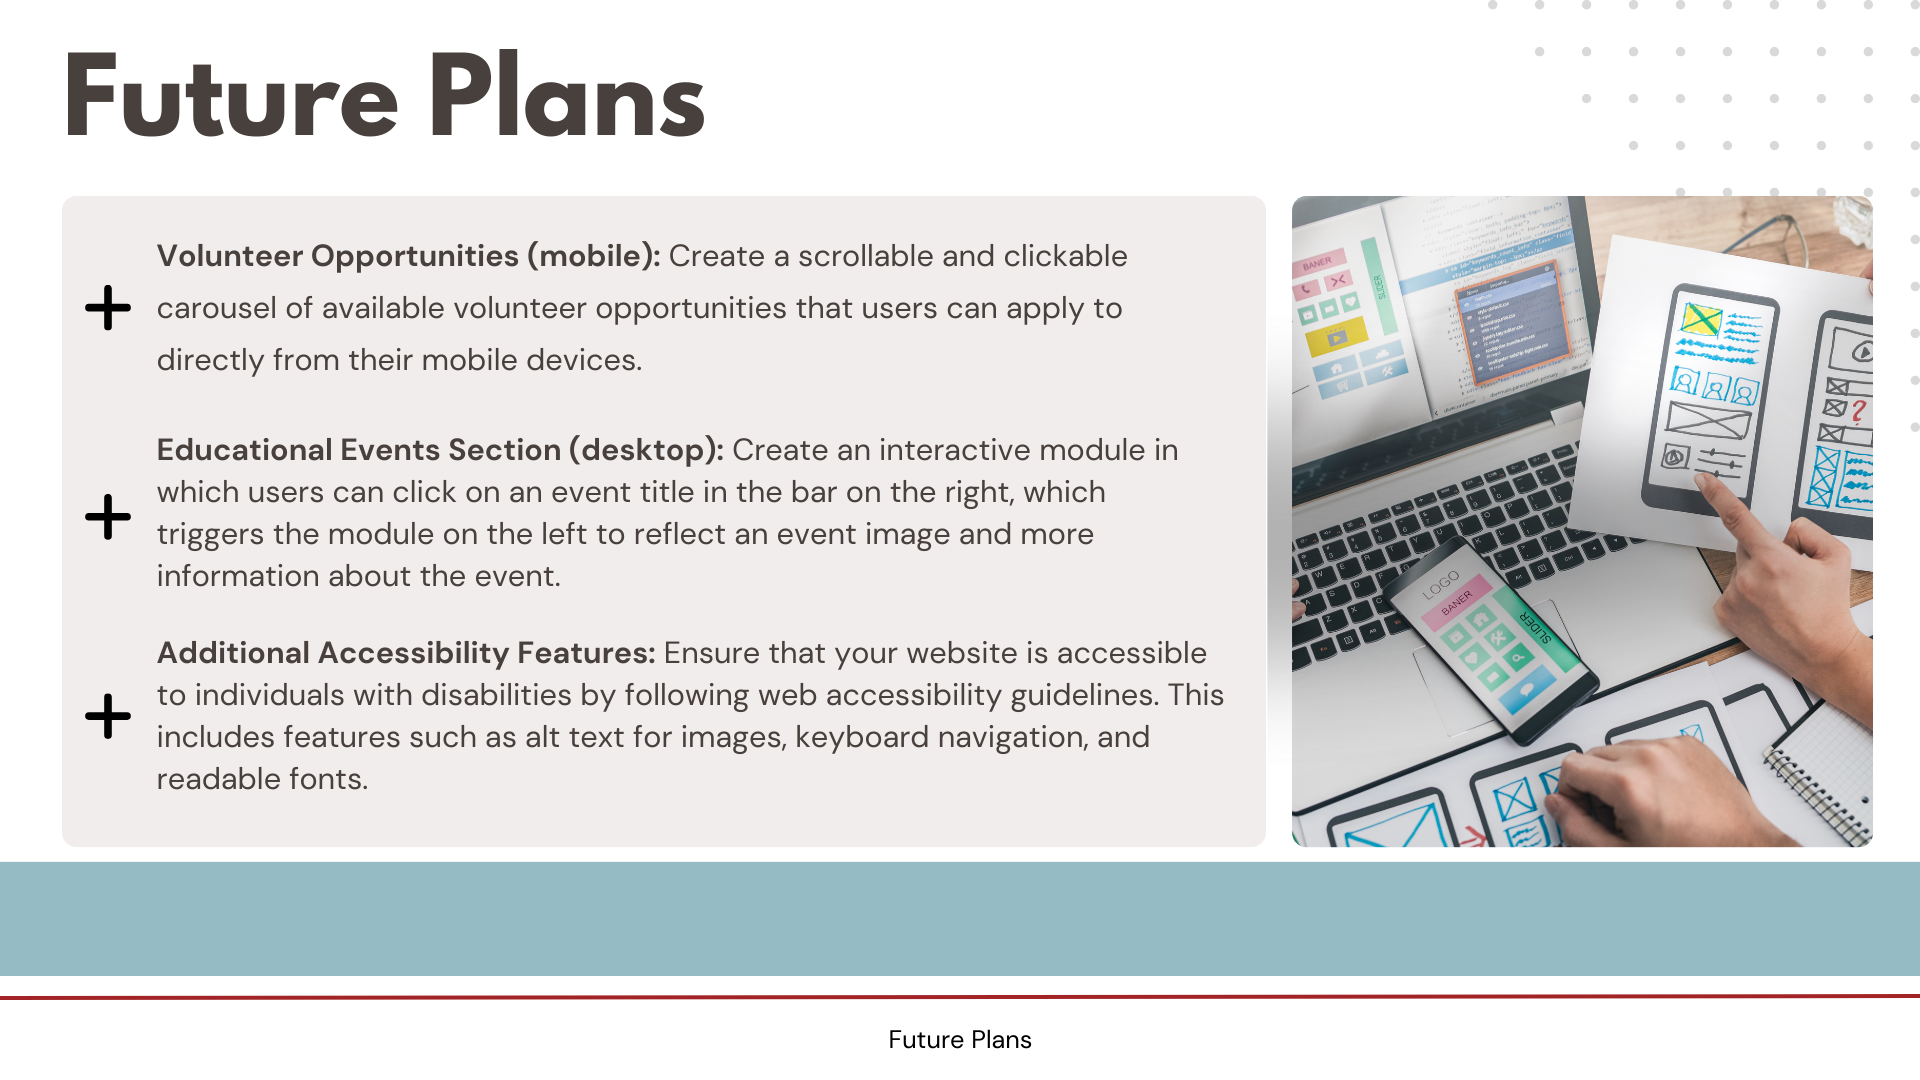 Future Plans
Volunteer Opportunities (mobile): Create a scrollable and clickable
carousel of available volunteer opportunities that users can apply to
directly from their mobile devices.
Educational Events Section (desktop): Create an interactive module in
which users can click on an event title in the bar on the right, which
triggers the module on the left to reflect an event image and more
information about the event.
Additional Accessibility Features: Ensure that your website is accessible
to individuals with disabilities by following web accessibility guidelines. This
includes features such as alt text for images, keyboard navigation, and
readable fonts.
BANER
SLIDER
LOGO
BANER
SLIDER
Future Plans